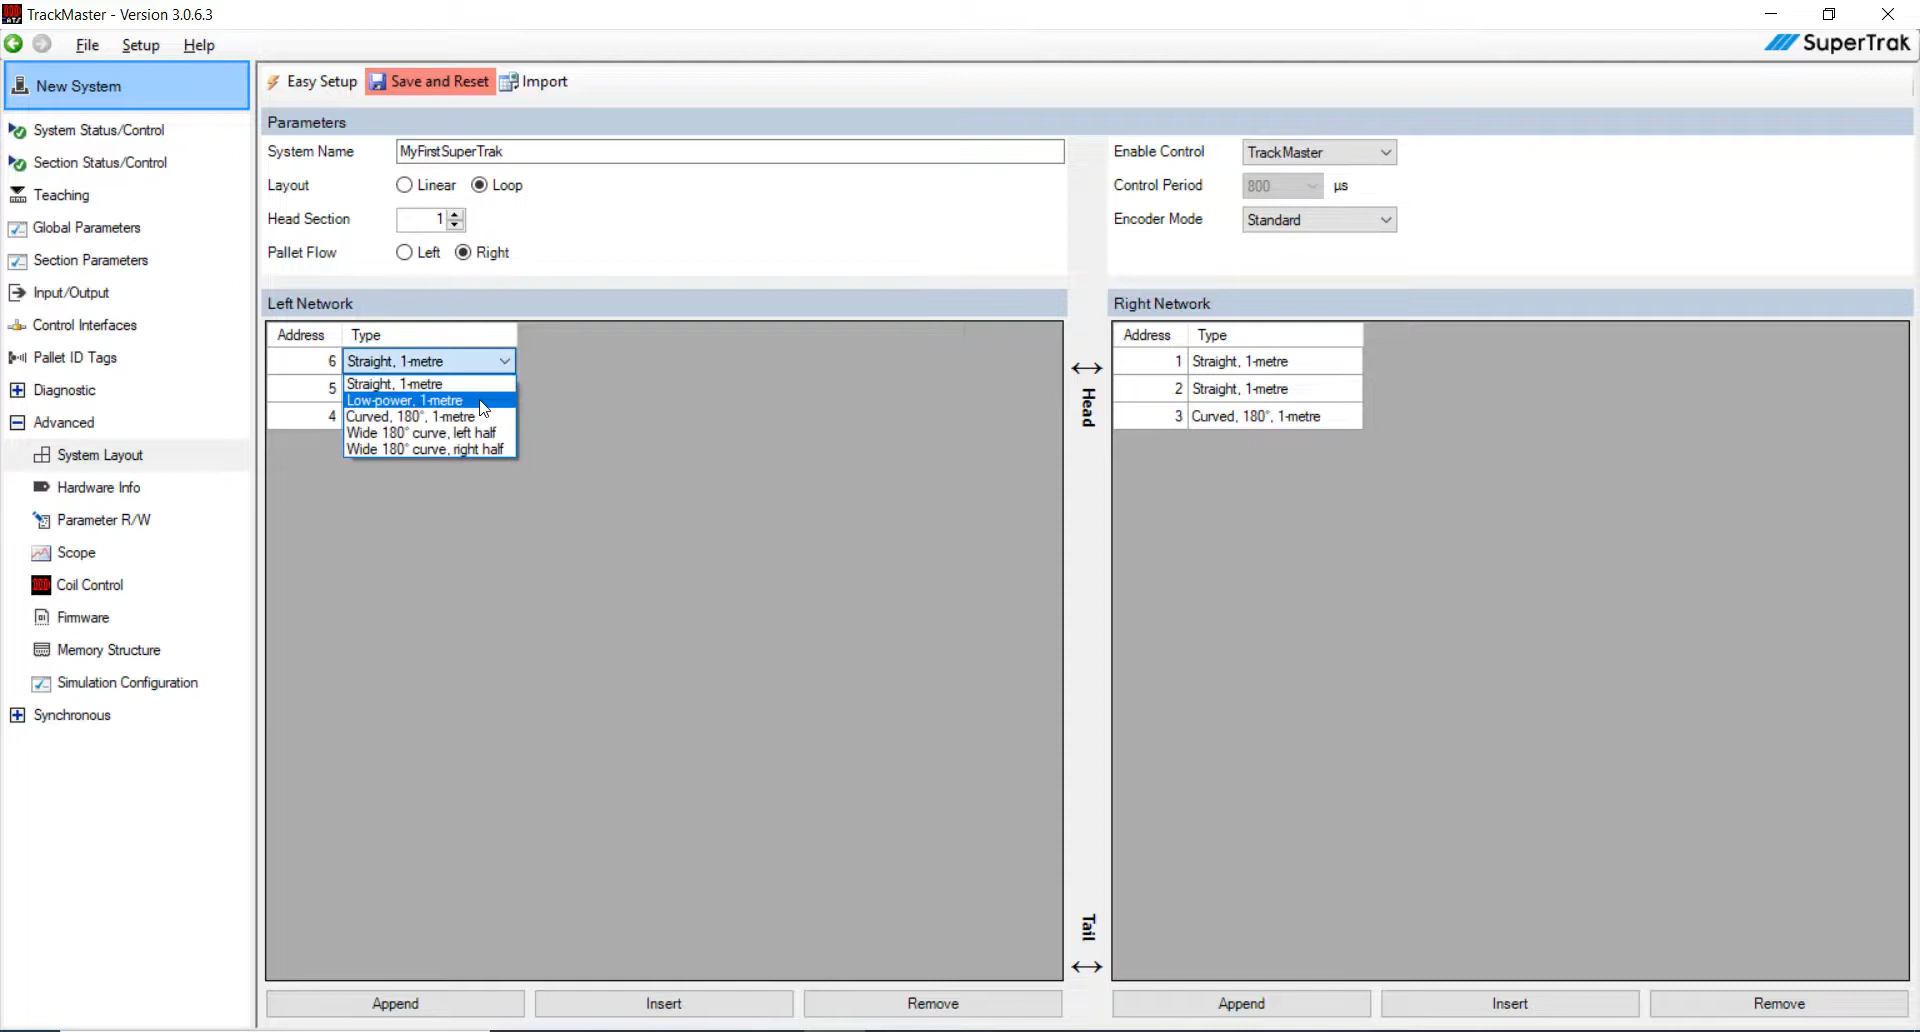 TrackMaster - Version 3.0.6.3
File Setup Help
SuperTrak
New System
Easy Setup Save and Reset Import
System Status/Control
Section Status/Control
Teaching
Global Parameters
Section Parameters
Input/Output
Control Interfaces
Pallet ID Tags
Diagnostic
Advanced
System Layout
Hardware Info
Parameter R/W
Scope
Coil Control
Firmware
Memory Structure
Simulation Configuration
Synchronous
Parameters
System Name MyFirstSuperTrak
Layout Linear Loop
Head Section 1
Pallet Flow Left Right
Enable Control TrackMaster
Control Period 800 µs
Encoder Mode Standard
Left Network
Address Type
6 Straight, 1-metre
5
4
Straight, 1-metre
Low-power, 1-metre
Curved, 180°, 1-metre
Wide 180° curve, left half
Wide 180° curve, right half
Head
Tail
Right Network
Address Type
1 Straight, 1-metre
2 Straight, 1-metre
3 Curved, 180°, 1-metre
Append Insert Remove
Append Insert Remove